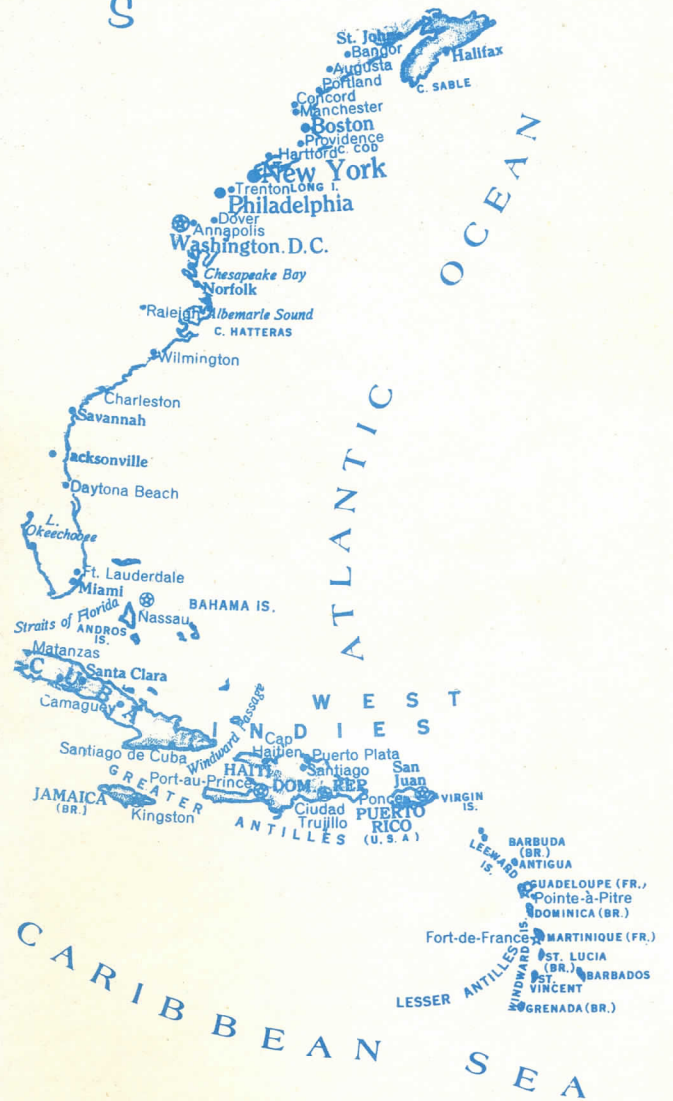 S
St. John
Bangor
Halifax
Augusta
Portland
C. SABLE
Concord
Manchester
Boston
Providence
Hartford
C. COD
New York
Trenton
LONG I.
Philadelphia
Dover
Annapolis
Washington. D.C.
Chesapeake Bay
Norfolk
Raleigh
Albemarle Sound
C. HATTERAS
Wilmington
ATLANTIC OCEAN
Charleston
Savannah
Jacksonville
Daytona Beach
L.
Okeechobee
Ft. Lauderdale
Miami
BAHAMA IS.
Straits of Florida
Nassau
ANDROS
IS.
Matanzas
CUBA
Santa Clara
Camaguey
WEST
INDIES
Windward Passage
Cap
Haitien
Puerto Plata
Santiago de Cuba
Santiago
San
Juan
HAITI
Port-au-Prince
DOM. REP.
Ponce
VIRGIN
IS.
GREATER ANTILLES
JAMAICA
(BR.)
Kingston
Ciudad
Trujillo
PUERTO
RICO
(U.S.A)
LEEWARD
IS.
BARBUDA
(BR.)
ANTIGUA
GUADELOUPE (FR.,
Pointe-à-Pitre
DOMINICA (BR.)
Fort-de-France
MARTINIQUE (FR.)
WINDWARD IS.
ST. LUCIA
(BR.)
ST.
VINCENT
BARBADOS
LESSER ANTILLES
GRENADA (BR.)
CARIBBEAN SEA